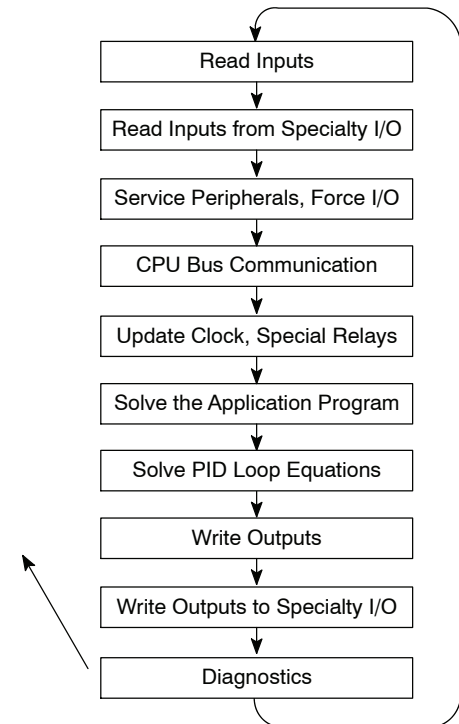 Read Inputs
Read Inputs from Specialty I/O
Service Peripherals, Force I/O
CPU Bus Communication
Update Clock, Special Relays
Solve the Application Program
Solve PID Loop Equations
Write Outputs
Write Outputs to Specialty I/O
Diagnostics